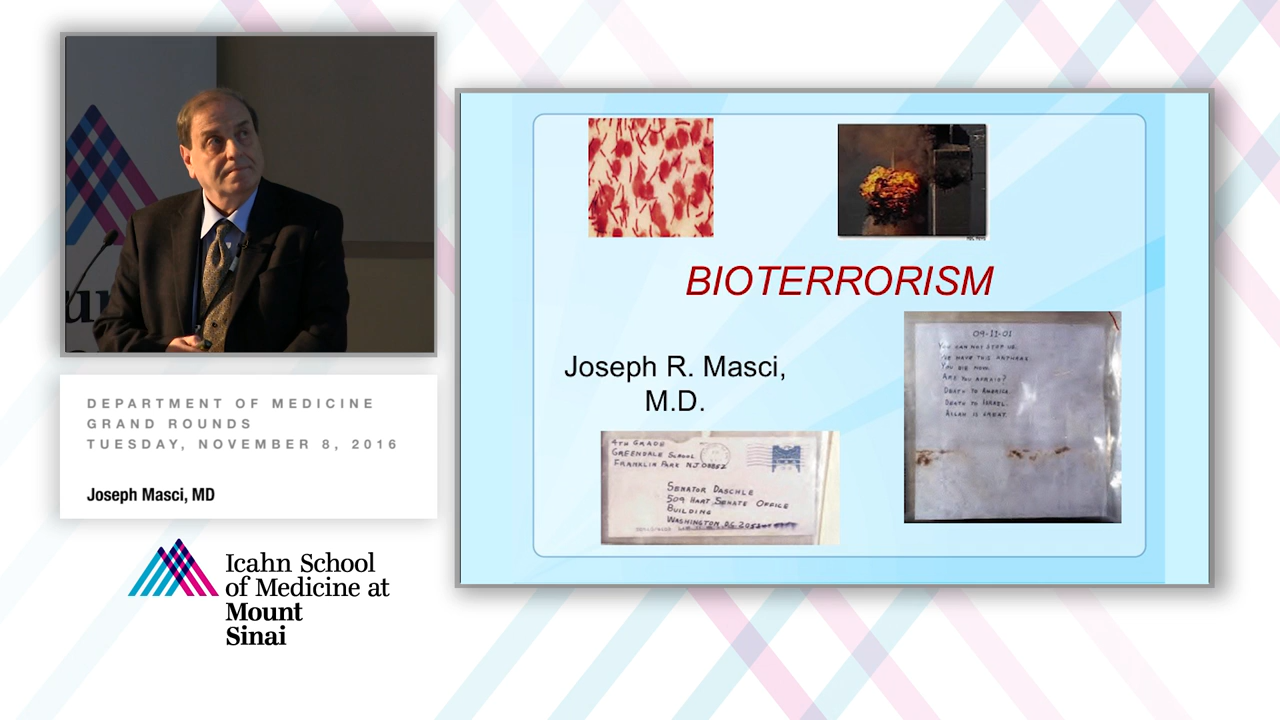 DEPARTMENT OF MEDICINE
GRAND ROUNDS
TUESDAY, NOVEMBER 8, 2016
Joseph Masci, MD
Icahn School
of Medicine at
Mount
Sinai
BIOTERRORISM
Joseph R. Masci,
M.D.
09-11-01
YOU CAN NOT STOP US.
WE HAVE THIS ANTHRAX.
YOU DIE NOW.
ARE YOU AFRAID?
DEATH TO AMERICA.
DEATH TO ISRAEL.
ALLAH IS GREAT.
4TH GRADE
GREENDALE SCHOOL
FRANKLIN PARK NJ 08852
SENATOR DASCHLE
509 HART SENATE OFFICE
BUILDING
WASHINGTON D.C.